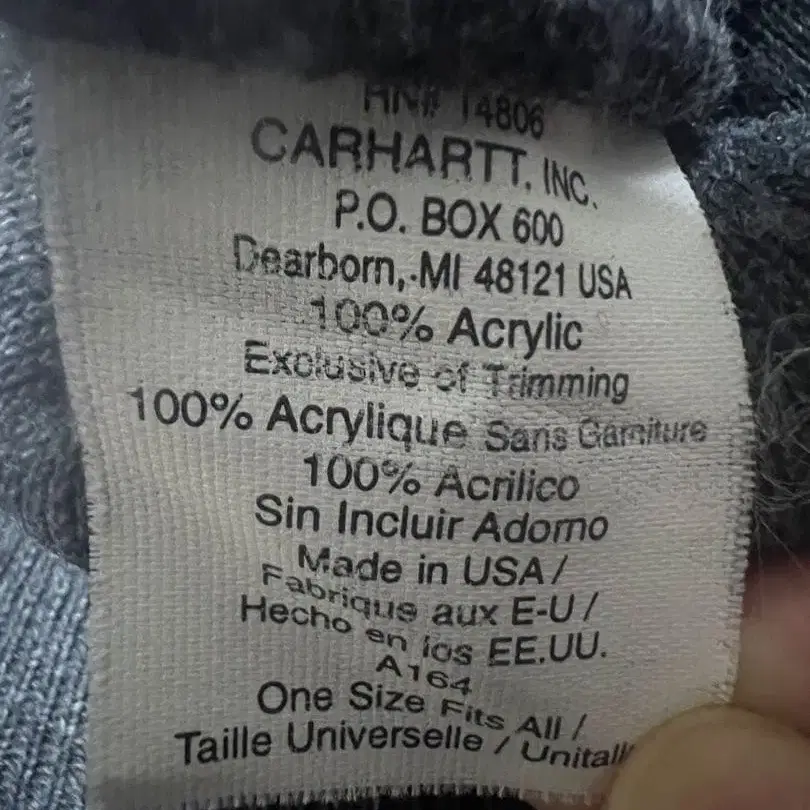 RN# 14806
CARHARTT, INC.
P.O. BOX 600
Dearborn, MI 48121 USA
100% Acrylic
Exclusive of Trimming
100% Acrylique Sans Garniture
100% Acrilico
Sin Incluir Adorno
Made in USA/
Fabrique aux E-U/
Hecho en los EE.UU.
A164
One Size Fits All /
Taille Universelle /